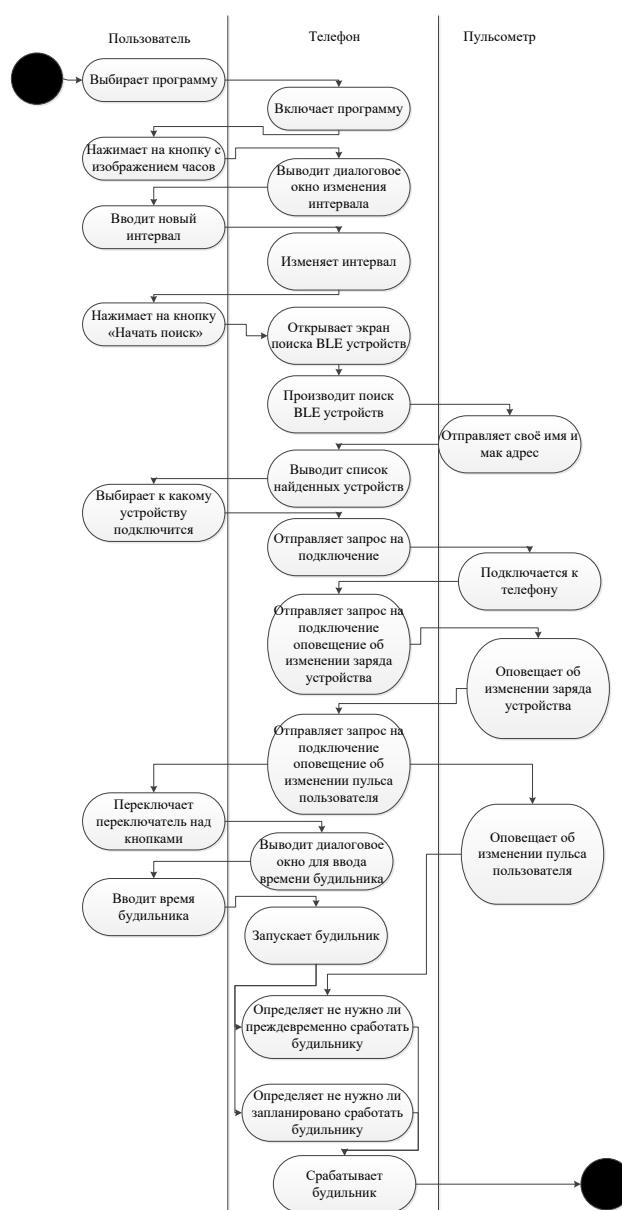 Пользователь
Телефон
Пульсометр
Выбирает программу
Включает программу
Нажимает на кнопку с
изображением часов
Выводит диалоговое
окно изменения
интервала
Вводит новый
интервал
Изменяет интервал
Нажимает на кнопку
«Начать поиск»
Открывает экран
поиска BLE устройств
Производит поиск
BLE устройств
Отправляет своё имя и
мак адрес
Выводит список
найденных устройств
Выбирает к какому
устройству
подключится
Отправляет запрос на
подключение
Подключается к
телефону
Отправляет запрос на
подключение
оповещение об
изменении заряда
устройства
Оповещает об
изменении заряда
устройства
Отправляет запрос на
подключение
оповещение об
изменении пульса
пользователя
Переключает
переключатель над
кнопками
Выводит диалоговое
окно для ввода
времени будильника
Оповещает об
изменении пульса
пользователя
Вводит время
будильника
Запускает будильник
Определяет не нужно ли
преждевременно сработать
будильнику
Определяет не нужно ли
запланировано сработать
будильнику
Срабатывает
будильник